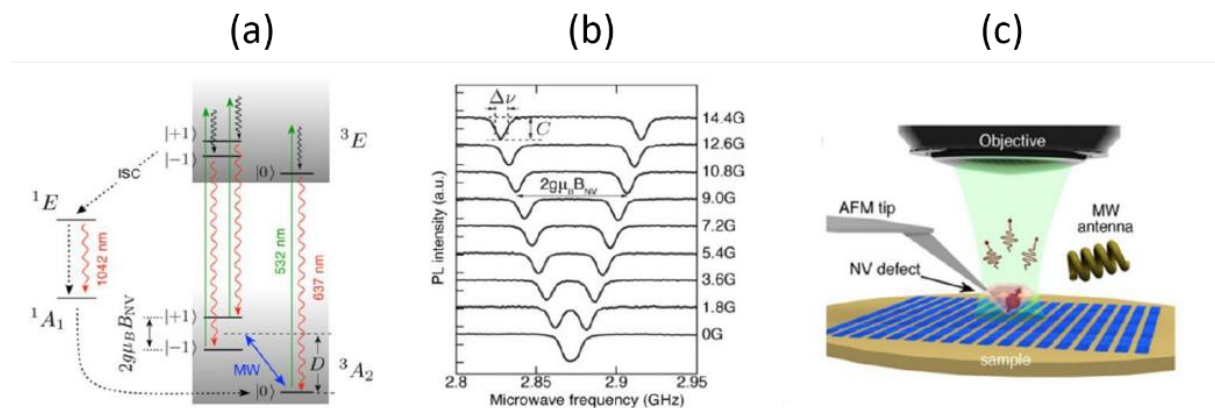 (a)
(b)
(c)
|+1⟩
|−1⟩
|0⟩
³E
ISC
¹E
1042 nm
¹A₁
532 nm
637 nm
|+1⟩
|−1⟩
2gμ_B B_NV
MW
D
³A₂
|0⟩
PL intensity (a.u.)
Δν
C
2gμ_B B_NV
14.4G
12.6G
10.8G
9.0G
7.2G
5.4G
3.6G
1.8G
0G
2.8
2.85
2.9
2.95
Microwave frequency (GHz)
Objective
AFM tip
MW
antenna
NV defect
sample